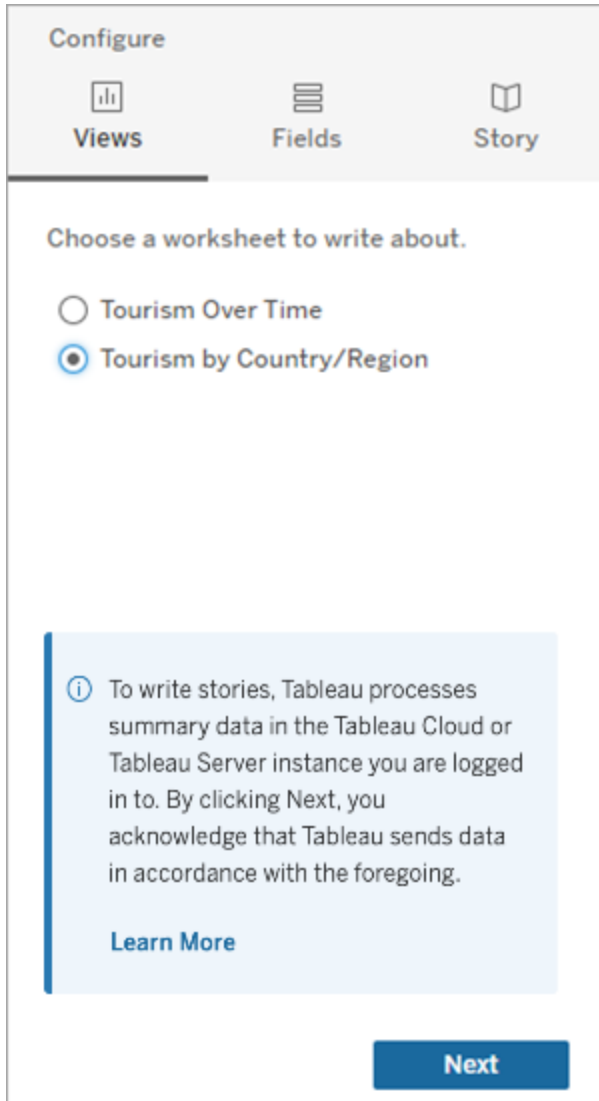 Configure
Views Fields Story
Choose a worksheet to write about.
Tourism Over Time
Tourism by Country/Region
To write stories, Tableau processes
summary data in the Tableau Cloud or
Tableau Server instance you are logged
in to. By clicking Next, you
acknowledge that Tableau sends data
in accordance with the foregoing.
Learn More
Next